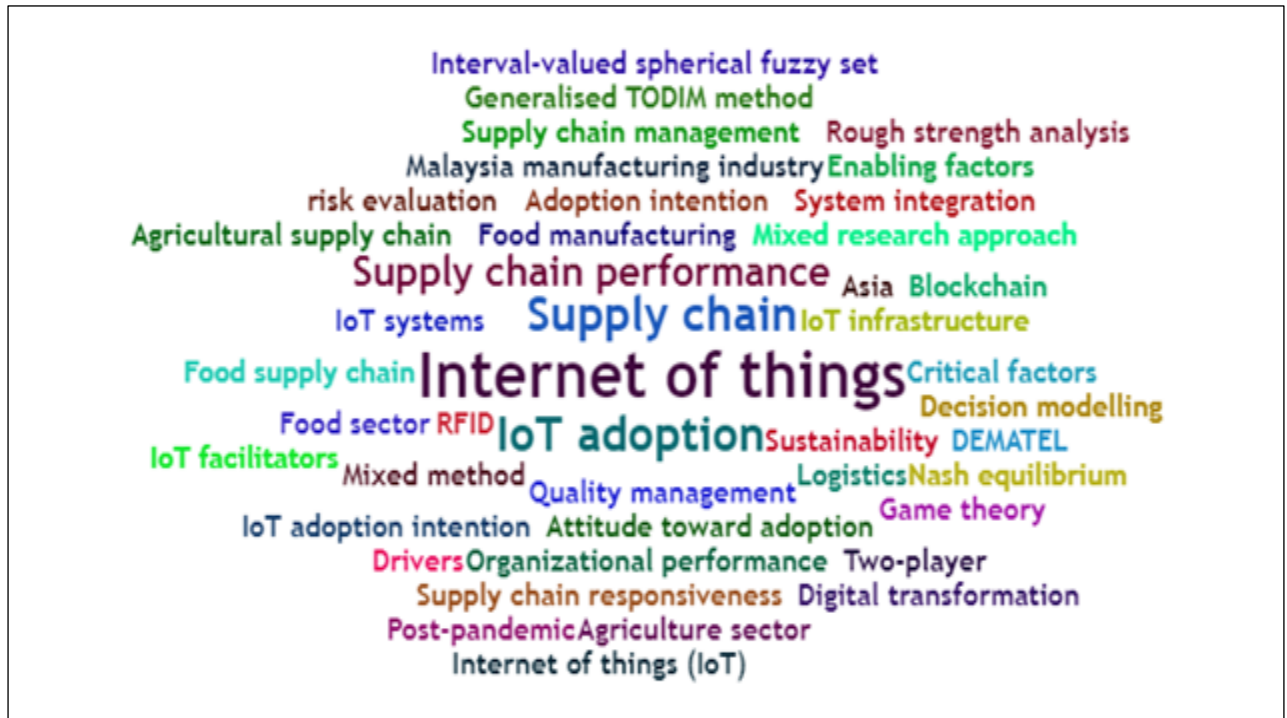 Interval-valued spherical fuzzy set
Generalised TODIM method
Supply chain management Rough strength analysis
Malaysia manufacturing industry Enabling factors
risk evaluation Adoption intention System integration
Agricultural supply chain Food manufacturing Mixed research approach
Supply chain performance Asia Blockchain
IoT systems Supply chain IoT infrastructure
Food supply chain Internet of things Critical factors
Decision modelling
Food sector RFID IoT adoption Sustainability DEMATEL
IoT facilitators
Mixed method Quality management Logistics Nash equilibrium
Game theory
IoT adoption intention Attitude toward adoption
Drivers Organizational performance Two-player
Supply chain responsiveness Digital transformation
Post-pandemic Agriculture sector
Internet of things (IoT)